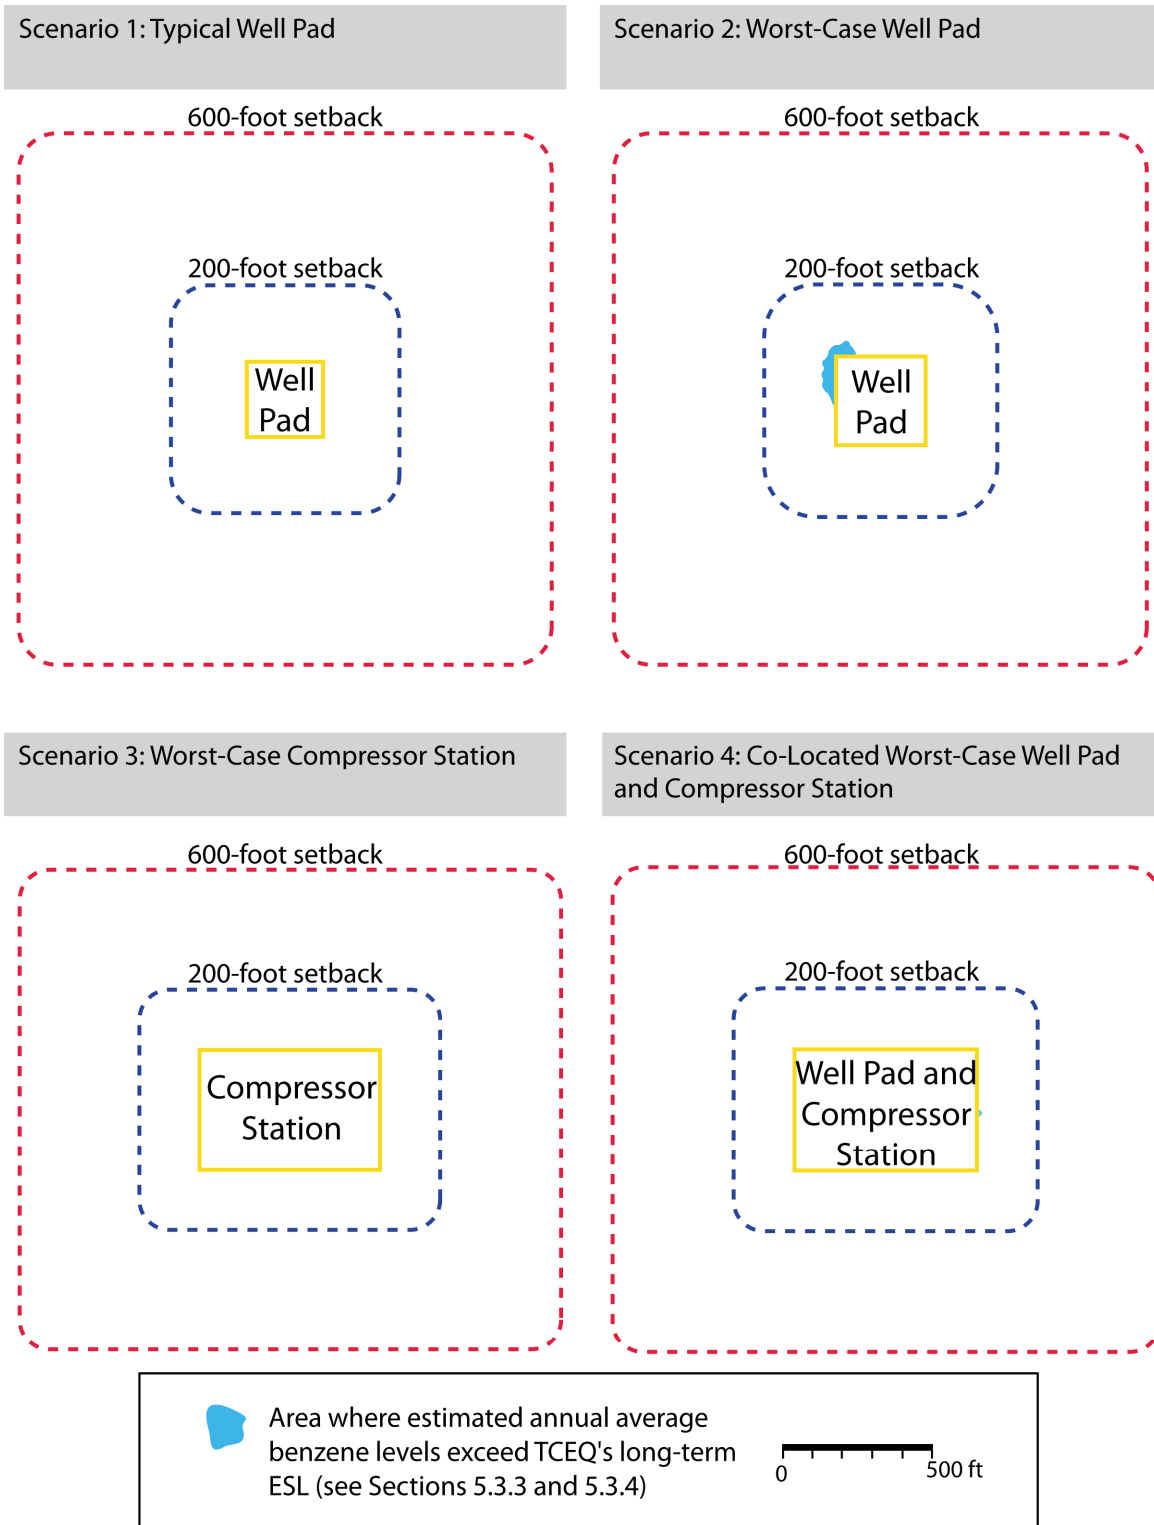 Scenario 1: Typical Well Pad
600-foot setback
200-foot setback
Well
Pad
Scenario 2: Worst-Case Well Pad
600-foot setback
200-foot setback
Well
Pad
Scenario 3: Worst-Case Compressor Station
600-foot setback
200-foot setback
Compressor
Station
Scenario 4: Co-Located Worst-Case Well Pad
and Compressor Station
600-foot setback
200-foot setback
Well Pad and
Compressor
Station
Area where estimated annual average
benzene levels exceed TCEQ's long-term
ESL (see Sections 5.3.3 and 5.3.4)
0
500 ft